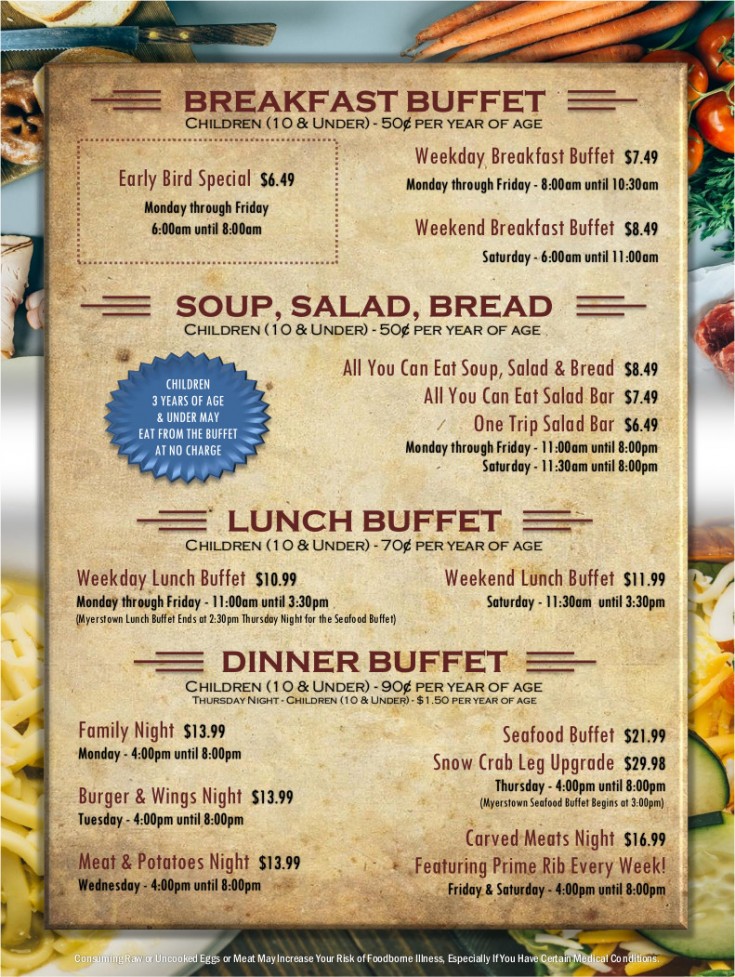 BREAKFAST BUFFET
CHILDREN (10 & UNDER) - 50¢ PER YEAR OF AGE
Early Bird Special $6.49
Monday through Friday
6:00am until 8:00am
Weekday Breakfast Buffet $7.49
Monday through Friday - 8:00am until 10:30am
Weekend Breakfast Buffet $8.49
Saturday - 6:00am until 11:00am
SOUP, SALAD, BREAD
CHILDREN (10 & UNDER) - 50¢ PER YEAR OF AGE
CHILDREN
3 YEARS OF AGE
& UNDER MAY
EAT FROM THE BUFFET
AT NO CHARGE
All You Can Eat Soup, Salad & Bread $8.49
All You Can Eat Salad Bar $7.49
One Trip Salad Bar $6.49
Monday through Friday - 11:00am until 8:00pm
Saturday - 11:30am until 8:00pm
LUNCH BUFFET
CHILDREN (10 & UNDER) - 70¢ PER YEAR OF AGE
Weekday Lunch Buffet $10.99
Monday through Friday - 11:00am until 3:30pm
(Myerstown Lunch Buffet Ends at 2:30pm Thursday Night for the Seafood Buffet)
Weekend Lunch Buffet $11.99
Saturday - 11:30am until 3:30pm
DINNER BUFFET
CHILDREN (10 & UNDER) - 90¢ PER YEAR OF AGE
THURSDAY NIGHT - CHILDREN (10 & UNDER) - $1.50 PER YEAR OF AGE
Family Night $13.99
Monday - 4:00pm until 8:00pm
Burger & Wings Night $13.99
Tuesday - 4:00pm until 8:00pm
Meat & Potatoes Night $13.99
Wednesday - 4:00pm until 8:00pm
Seafood Buffet $21.99
Snow Crab Leg Upgrade $29.98
Thursday - 4:00pm until 8:00pm
(Myerstown Seafood Buffet Begins at 3:00pm)
Carved Meats Night $16.99
Featuring Prime Rib Every Week!
Friday & Saturday - 4:00pm until 8:00pm
Consuming Raw or Uncooked Eggs or Meat May Increase Your Risk of Foodborne Illness, Especially If You Have Certain Medical Conditions.